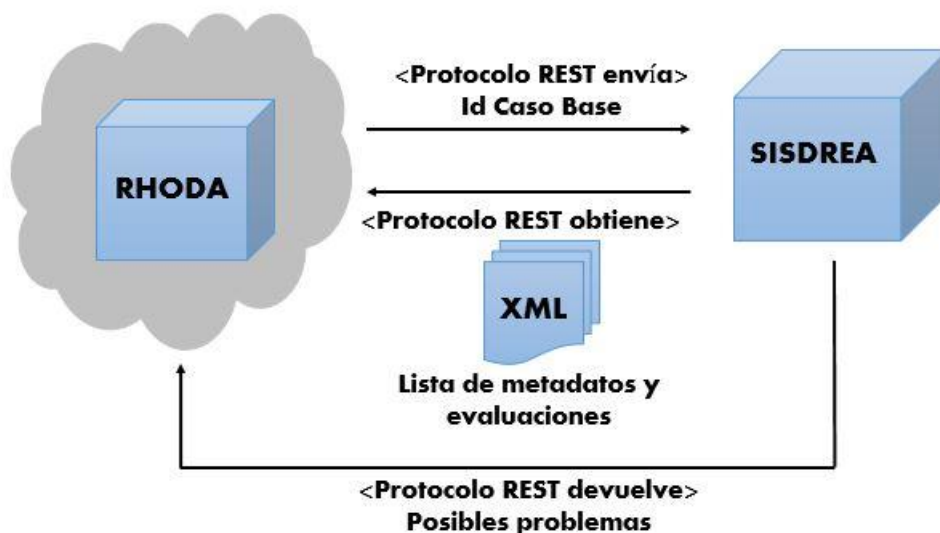 <Protocolo REST envía>
Id Caso Base
RHODA
SISDREA
<Protocolo REST obtiene>
XML
Lista de metadatos y
evaluaciones
<Protocolo REST devuelve>
Posibles problemas